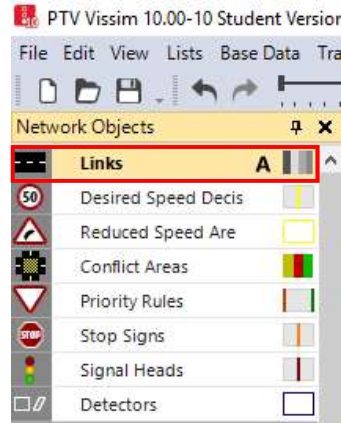 PTV Vissim 10.00-10 Student Version
File Edit View Lists Base Data Tra
Network Objects
Links A
50 Desired Speed Decis
Reduced Speed Are
Conflict Areas
Priority Rules
STOP Stop Signs
Signal Heads
Detectors